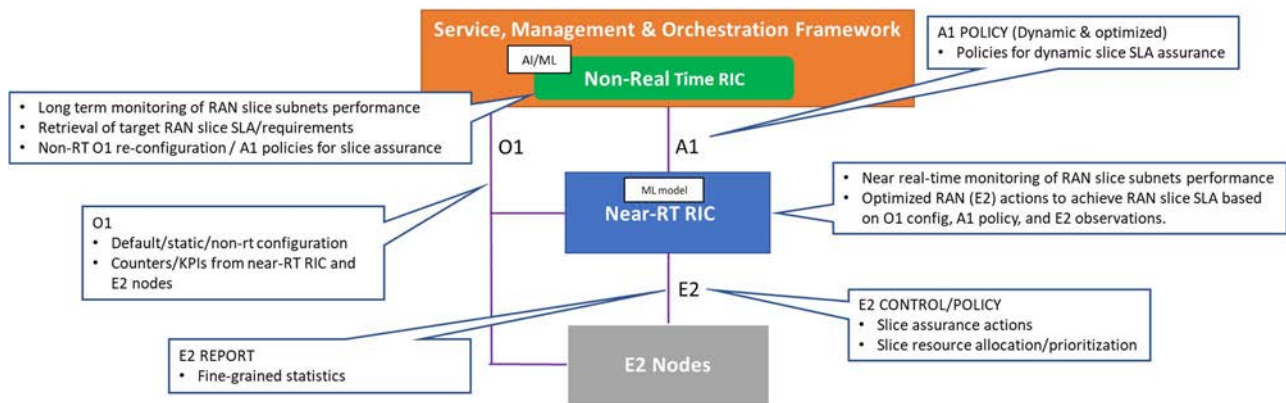 Service, Management & Orchestration Framework
AI/ML
Non-Real Time RIC
A1 POLICY (Dynamic & optimized)
• Policies for dynamic slice SLA assurance
• Long term monitoring of RAN slice subnets performance
• Retrieval of target RAN slice SLA/requirements
• Non-RT O1 re-configuration / A1 policies for slice assurance
O1
A1
ML model
Near-RT RIC
• Near real-time monitoring of RAN slice subnets performance
• Optimized RAN (E2) actions to achieve RAN slice SLA based
on O1 config, A1 policy, and E2 observations.
O1
• Default/static/non-rt configuration
• Counters/KPIs from near-RT RIC and
E2 nodes
E2
E2 CONTROL/POLICY
• Slice assurance actions
• Slice resource allocation/prioritization
E2 REPORT
• Fine-grained statistics
E2 Nodes